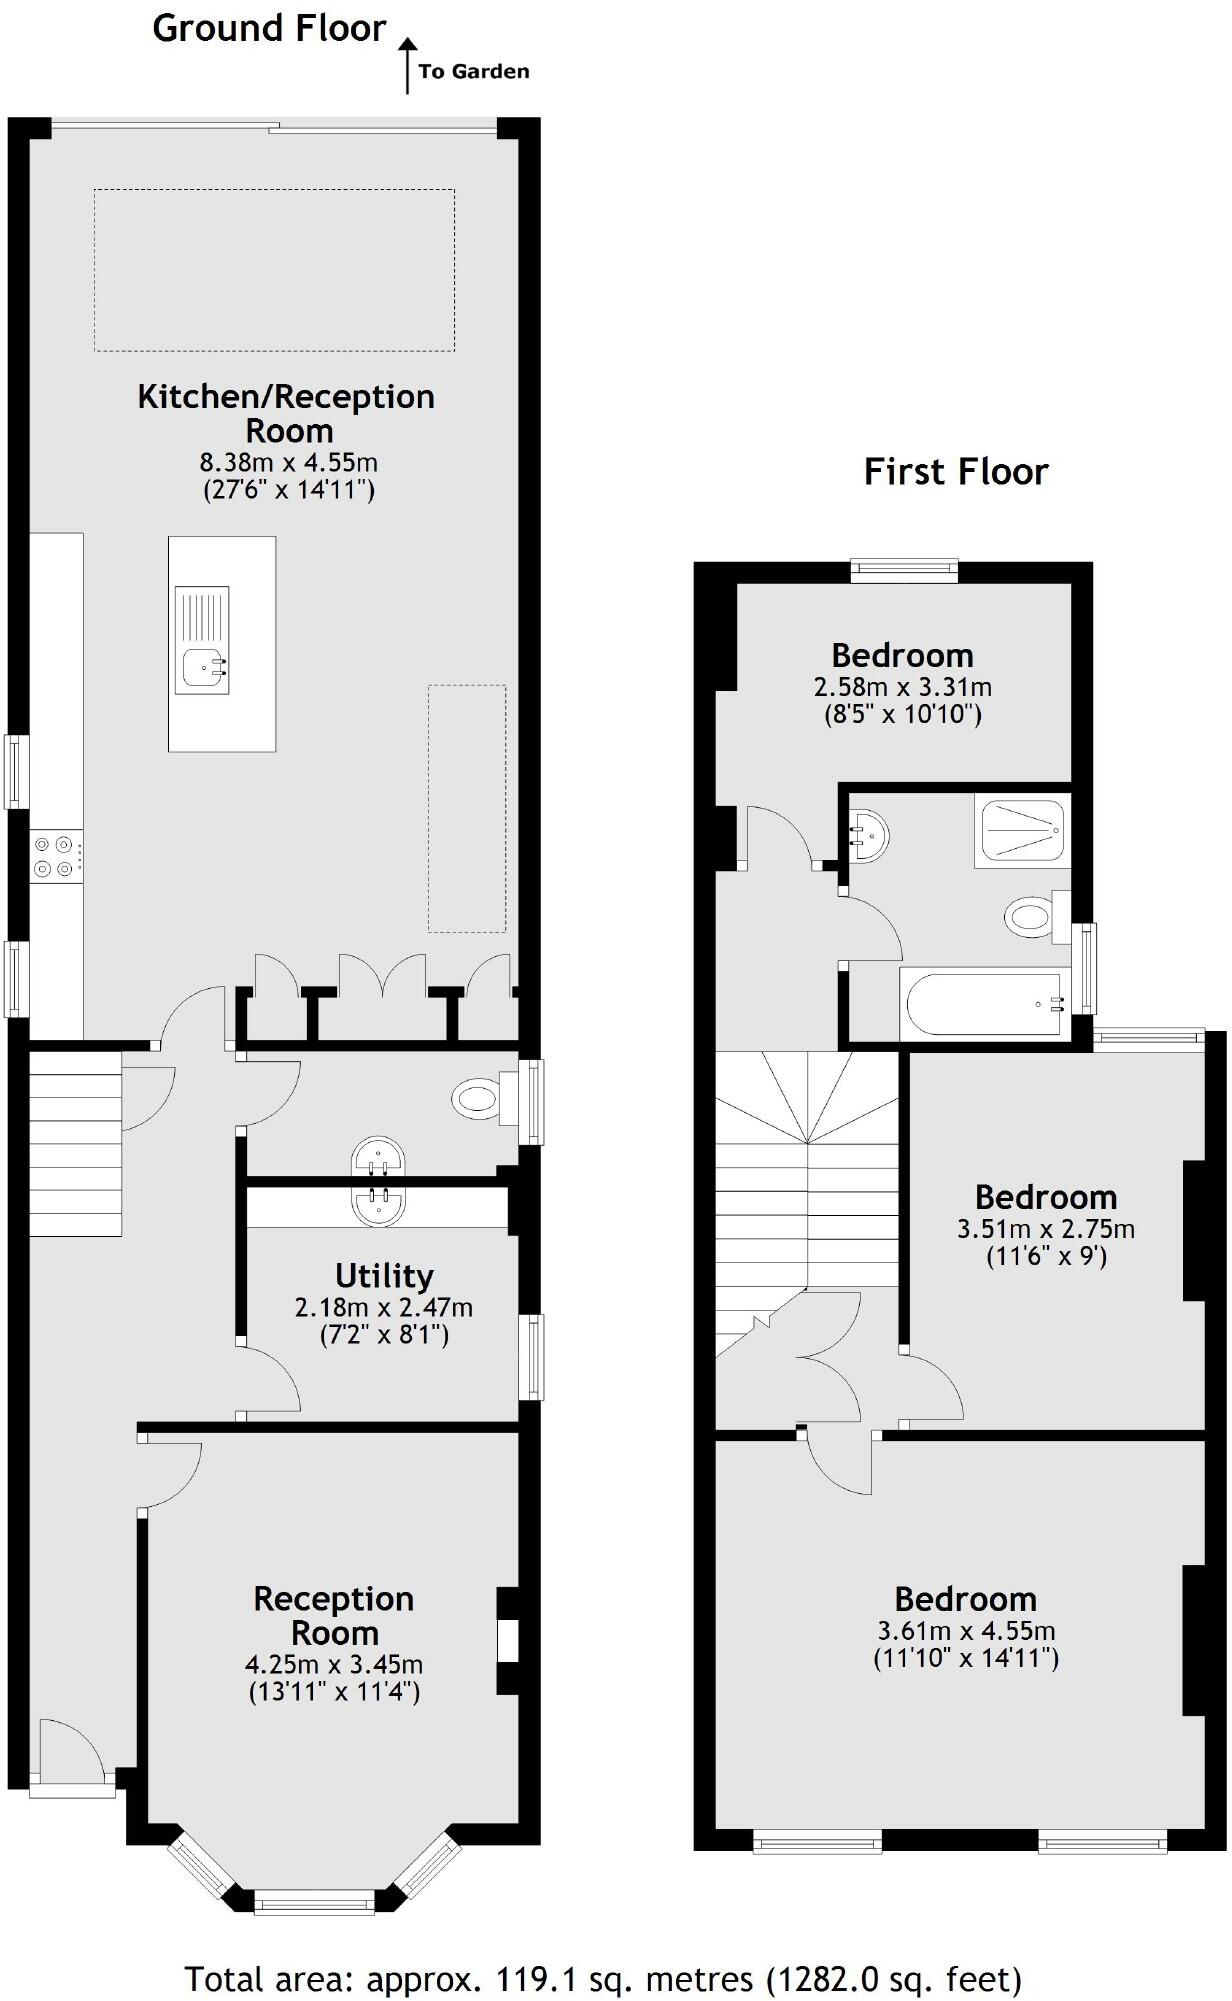 Ground Floor
To Garden
Kitchen/Reception
Room
8.38m x 4.55m
(27'6" x 14'11")
First Floor
Bedroom
2.58m x 3.31m
(8'5" x 10'10")
Utility
2.18m x 2.47m
(7'2" x 8'1")
Bedroom
3.51m x 2.75m
(11'6" x 9')
Reception
Room
4.25m x 3.45m
(13'11" x 11'4")
Bedroom
3.61m x 4.55m
(11'10" x 14'11")
Total area: approx. 119.1 sq. metres (1282.0 sq. feet)